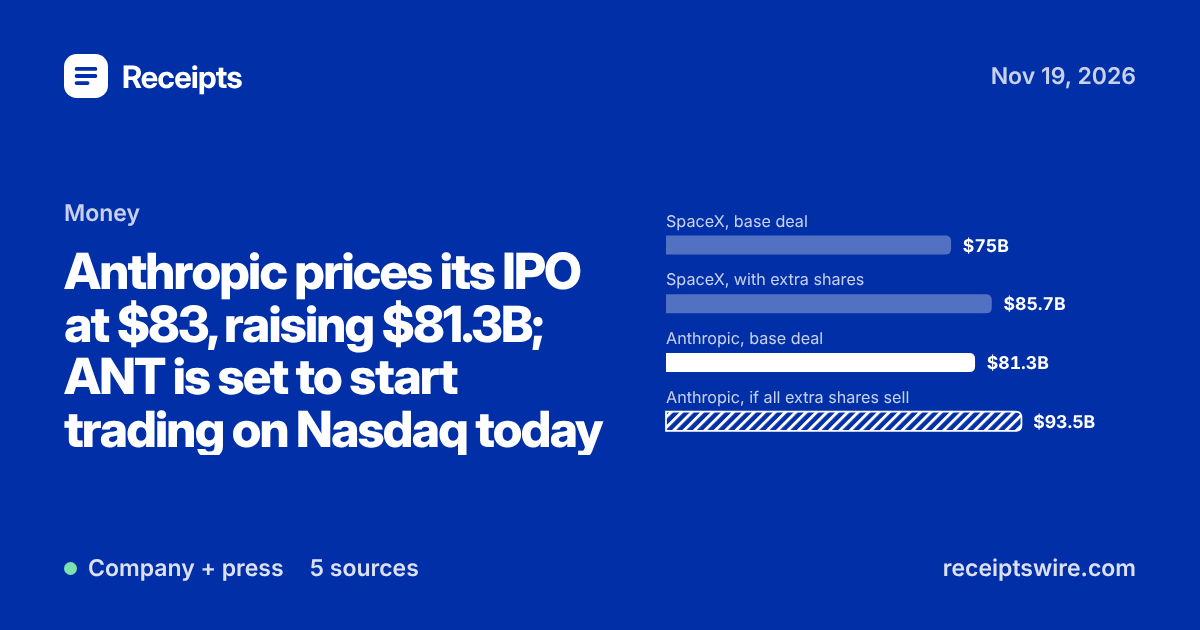 Receipts
Nov 19, 2026
Money
Anthropic prices its IPO
at $83, raising $81.3B;
ANT is set to start
trading on Nasdaq today
SpaceX, base deal
$75B
SpaceX, with extra shares
$85.7B
Anthropic, base deal
$81.3B
Anthropic, if all extra shares sell
$93.5B
Company + press
5 sources
receiptswire.com